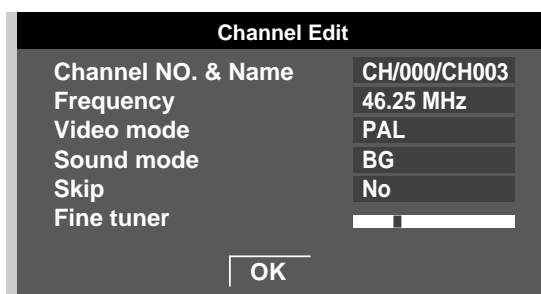 Channel Edit
Channel NO. & Name CH/000/CH003
Frequency 46.25 MHz
Video mode PAL
Sound mode BG
Skip No
Fine tuner
OK